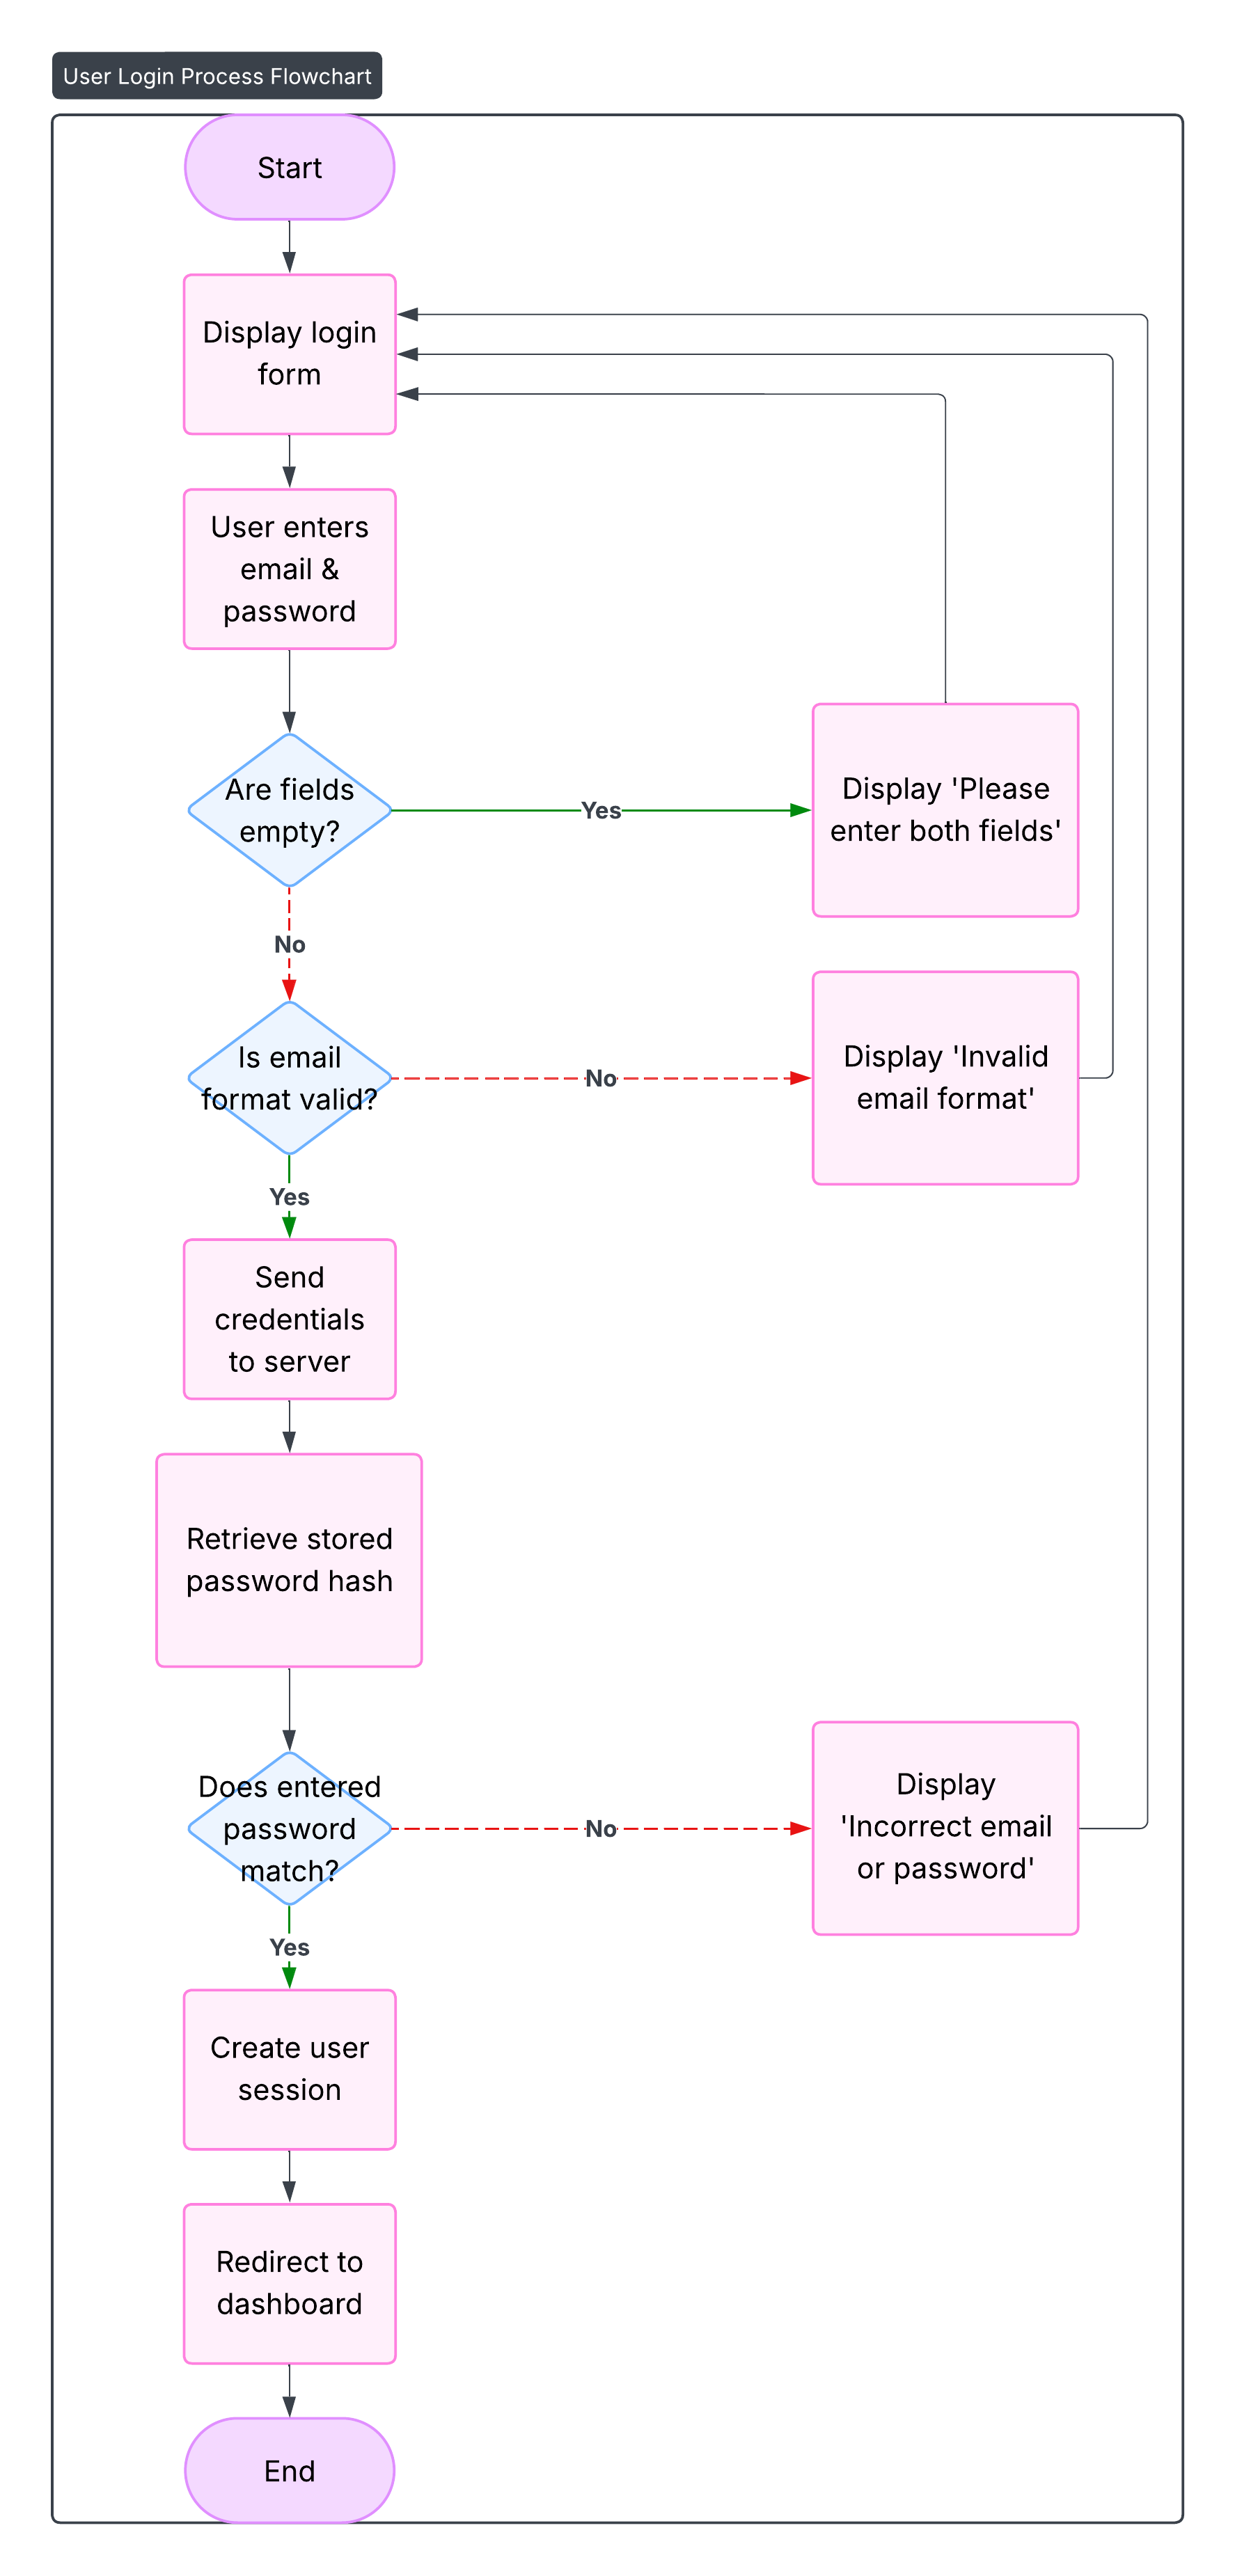 User Login Process Flowchart
Start
Display login
form
User enters
email &
password
Are fields
empty?
Yes
Display 'Please
enter both fields'
No
Is email
format valid?
No
Display 'Invalid
email format'
Yes
Send
credentials
to server
Retrieve stored
password hash
Does entered
password
match?
No
Display
'Incorrect email
or password'
Yes
Create user
session
Redirect to
dashboard
End